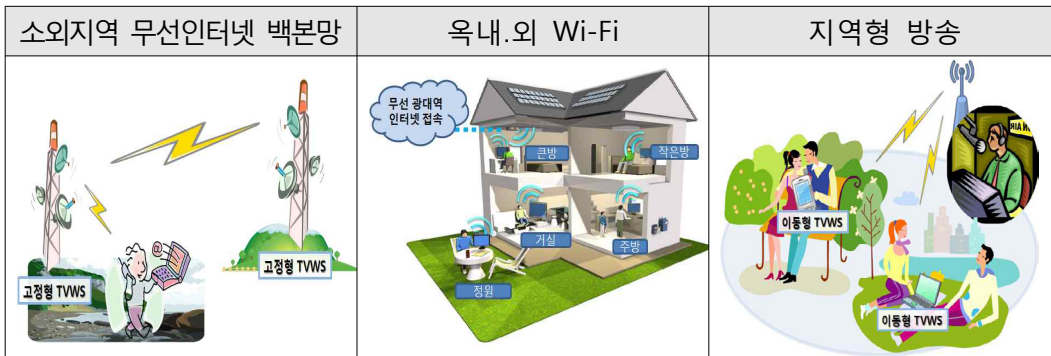 소외지역 무선인터넷 백본망
옥내.외 Wi-Fi
지역형 방송
고정형 TVWS
고정형 TVWS
@
무선 광대역
인터넷 접속
큰방
작은방
거실
주방
정원
이동형 TVWS
이동형 TVWS